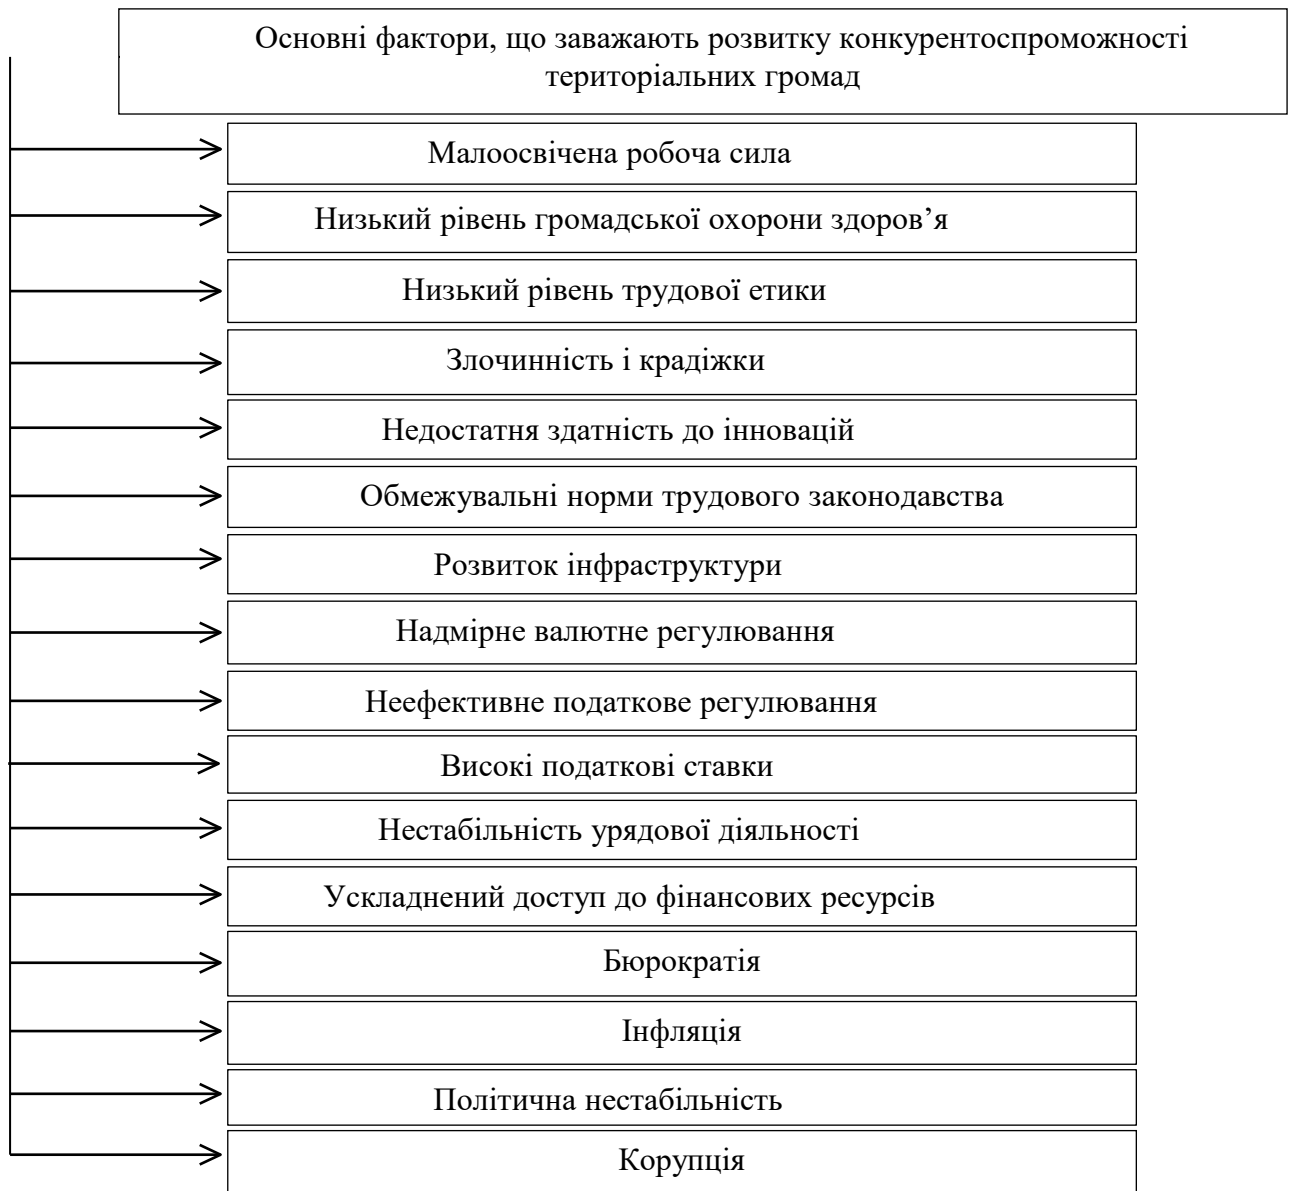 Основні фактори, що заважають розвитку конкурентоспроможності
територіальних громад
Малоосвічена робоча сила
Низький рівень громадської охорони здоров’я
Низький рівень трудової етики
Злочинність і крадіжки
Недостатня здатність до інновацій
Обмежувальні норми трудового законодавства
Розвиток інфраструктури
Надмірне валютне регулювання
Неефективне податкове регулювання
Високі податкові ставки
Нестабільність урядової діяльності
Ускладнений доступ до фінансових ресурсів
Бюрократія
Інфляція
Політична нестабільність
Корупція